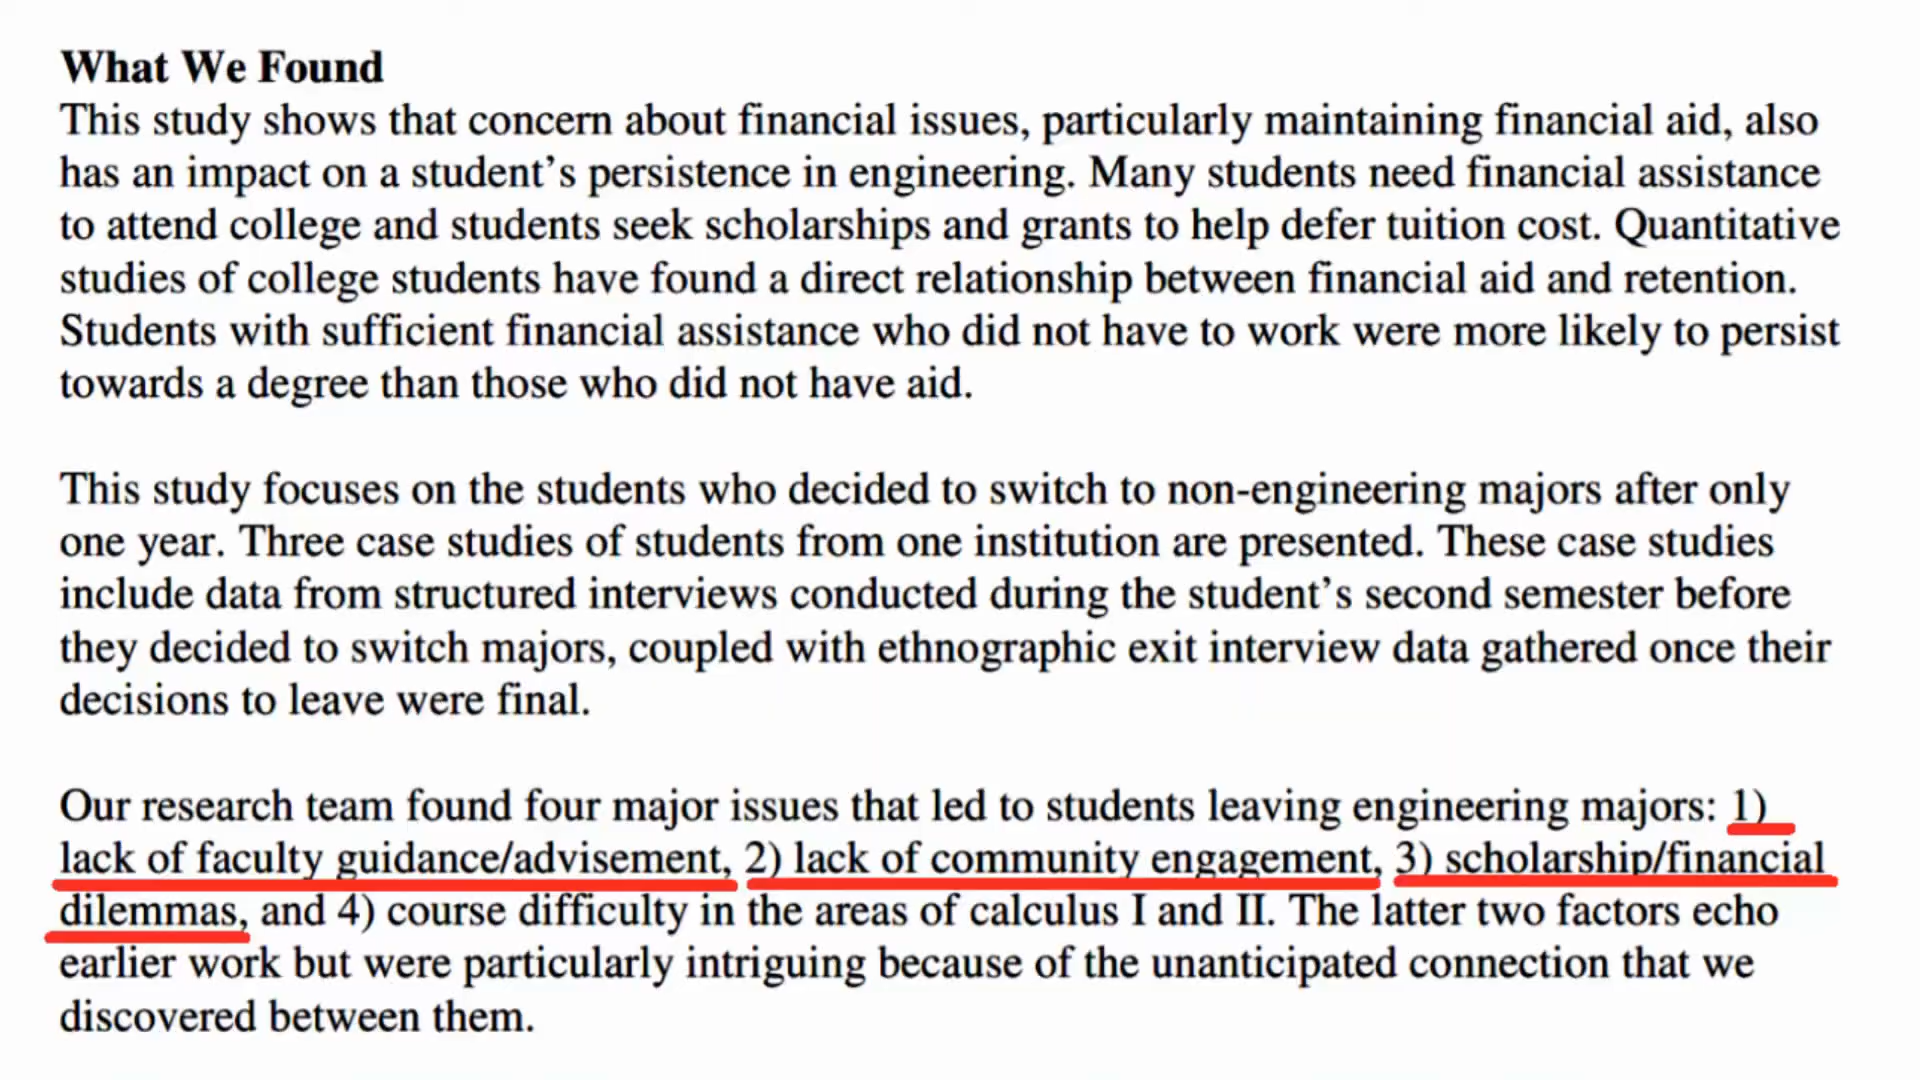 What We Found
This study shows that concern about financial issues, particularly maintaining financial aid, also
has an impact on a student’s persistence in engineering. Many students need financial assistance
to attend college and students seek scholarships and grants to help defer tuition cost. Quantitative
studies of college students have found a direct relationship between financial aid and retention.
Students with sufficient financial assistance who did not have to work were more likely to persist
towards a degree than those who did not have aid.
This study focuses on the students who decided to switch to non-engineering majors after only
one year. Three case studies of students from one institution are presented. These case studies
include data from structured interviews conducted during the student’s second semester before
they decided to switch majors, coupled with ethnographic exit interview data gathered once their
decisions to leave were final.
Our research team found four major issues that led to students leaving engineering majors: 1)
lack of faculty guidance/advisement, 2) lack of community engagement, 3) scholarship/financial
dilemmas, and 4) course difficulty in the areas of calculus I and II. The latter two factors echo
earlier work but were particularly intriguing because of the unanticipated connection that we
discovered between them.